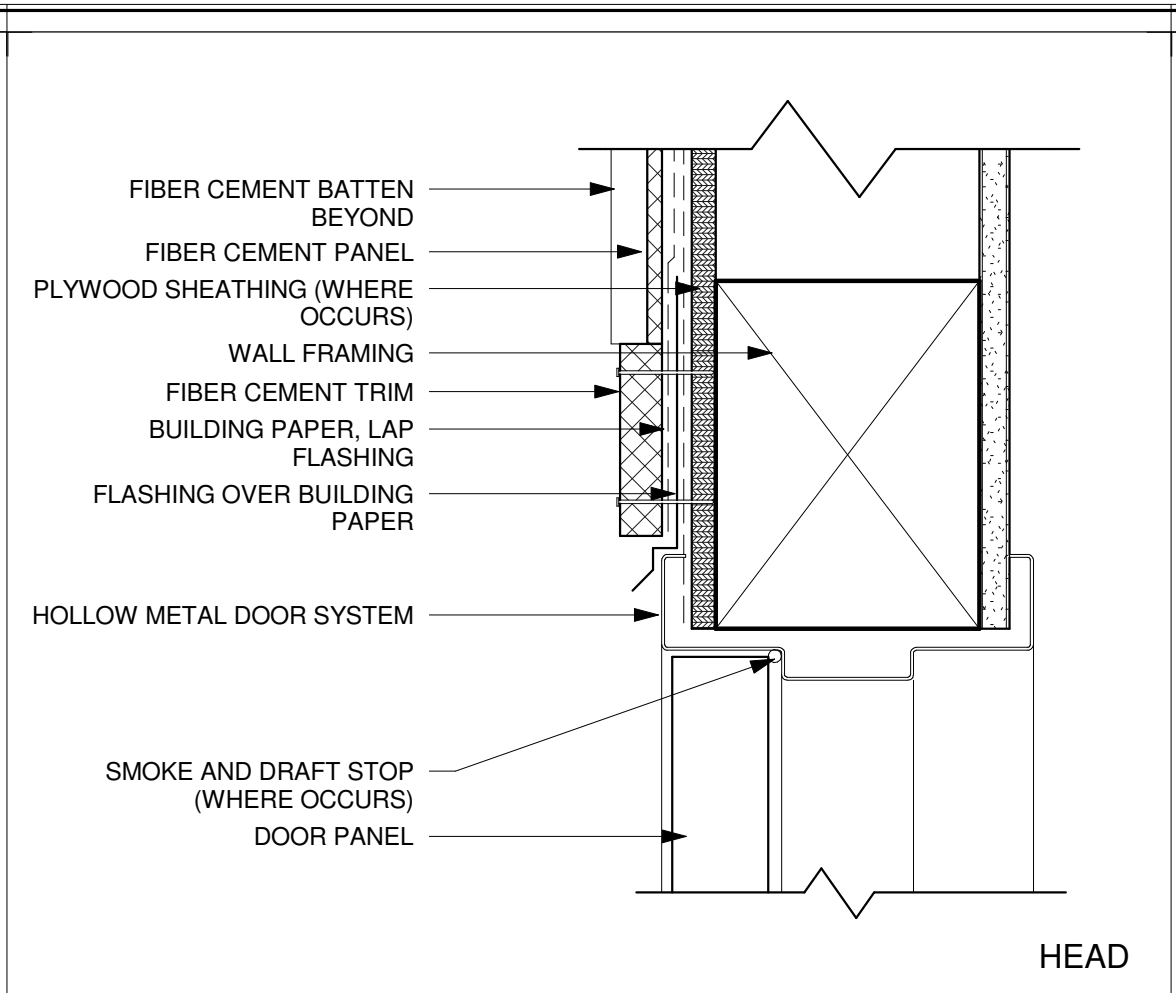 FIBER CEMENT BATTEN
BEYOND
FIBER CEMENT PANEL
PLYWOOD SHEATHING (WHERE
OCCURS)
WALL FRAMING
FIBER CEMENT TRIM
BUILDING PAPER, LAP
FLASHING
FLASHING OVER BUILDING
PAPER
HOLLOW METAL DOOR SYSTEM
SMOKE AND DRAFT STOP
(WHERE OCCURS)
DOOR PANEL
HEAD